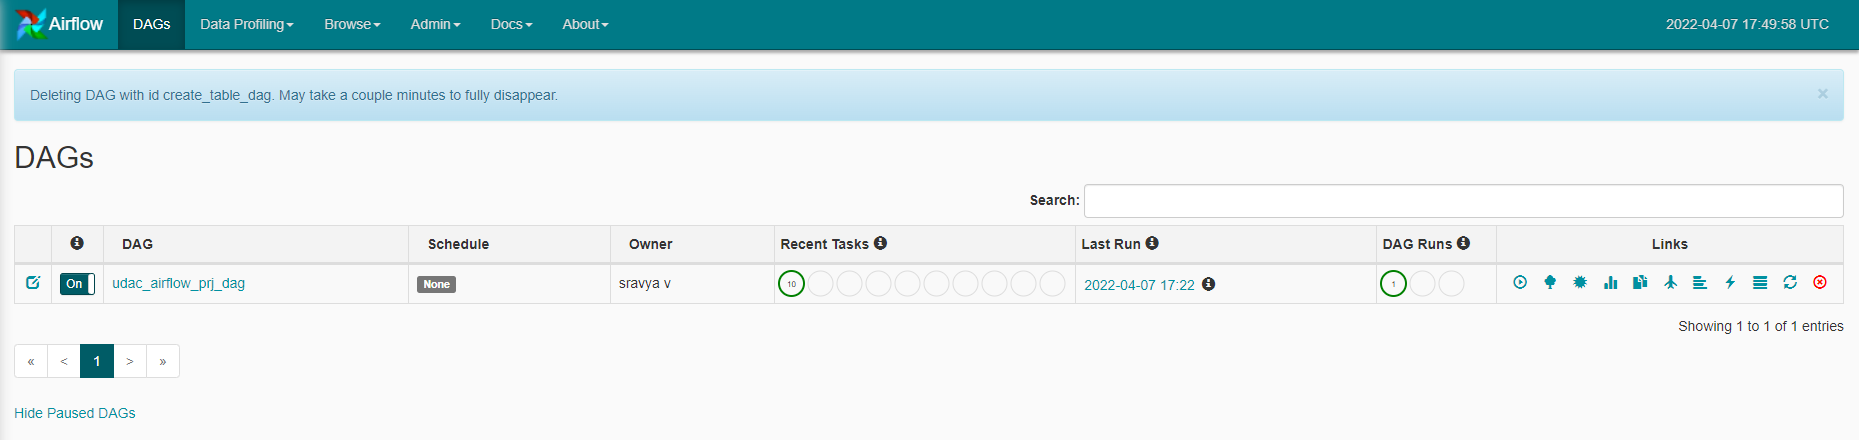 Airflow DAGs Data Profiling Browse Admin Docs About 2022-04-07 17:49:58 UTC
Deleting DAG with id create_table_dag. May take a couple minutes to fully disappear. ×
DAGs
Search:
DAG Schedule Owner Recent Tasks Last Run DAG Runs Links
On udac_airflow_prj_dag None sravya v 10 2022-04-07 17:22 1
Showing 1 to 1 of 1 entries
« < 1 > »
Hide Paused DAGs